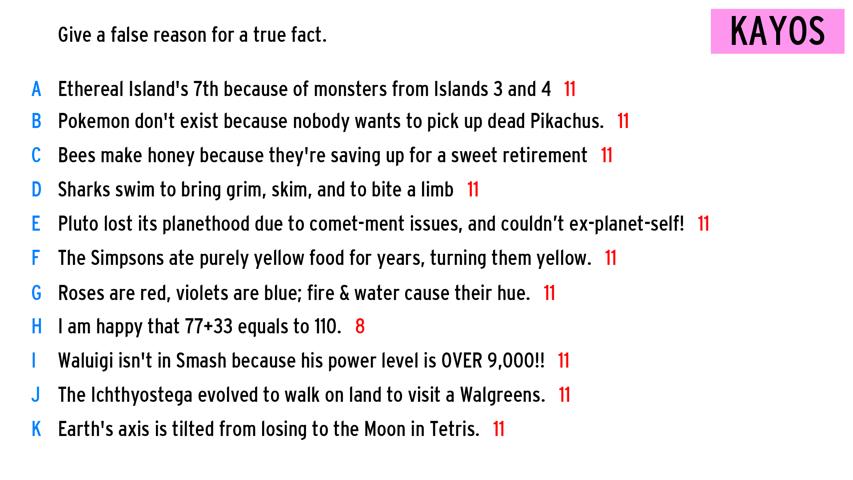 Give a false reason for a true fact.
KAYOS
A Ethereal Island's 7th because of monsters from Islands 3 and 4 11
B Pokemon don't exist because nobody wants to pick up dead Pikachus. 11
C Bees make honey because they're saving up for a sweet retirement 11
D Sharks swim to bring grim, skim, and to bite a limb 11
E Pluto lost its planethood due to comet-ment issues, and couldn’t ex-planet-self! 11
F The Simpsons ate purely yellow food for years, turning them yellow. 11
G Roses are red, violets are blue; fire & water cause their hue. 11
H I am happy that 77+33 equals to 110. 8
I Waluigi isn't in Smash because his power level is OVER 9,000!! 11
J The Ichthyostega evolved to walk on land to visit a Walgreens. 11
K Earth's axis is tilted from losing to the Moon in Tetris. 11